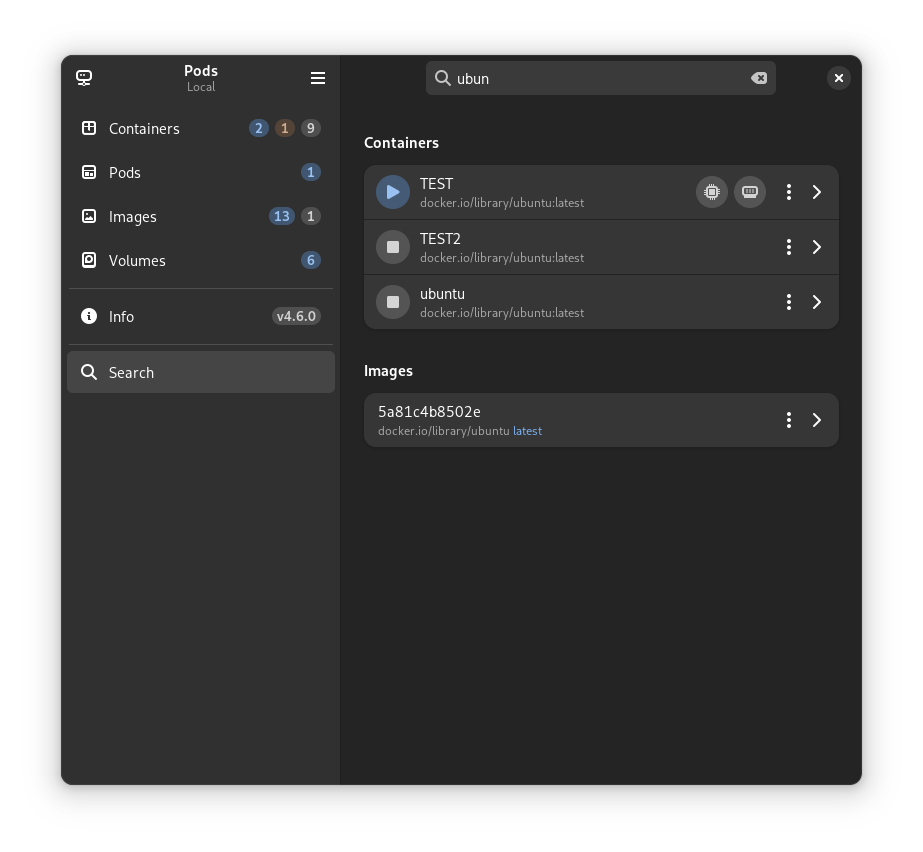 Pods
Local
Containers 2 1 9
Pods 1
Images 13 1
Volumes 6
Info v4.6.0
Search
ubun
Containers
TEST
docker.io/library/ubuntu:latest
TEST2
docker.io/library/ubuntu:latest
ubuntu
docker.io/library/ubuntu:latest
Images
5a81c4b8502e
docker.io/library/ubuntu latest